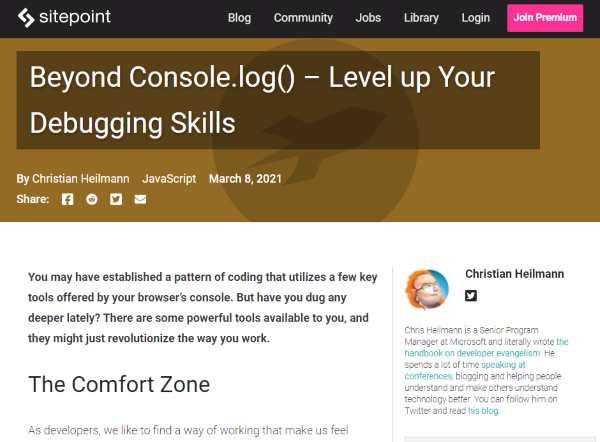 sitepoint
Blog Community Jobs Library Login Join Premium
Beyond Console.log() – Level up Your
Debugging Skills
By Christian Heilmann JavaScript March 8, 2021
Share:
You may have established a pattern of coding that utilizes a few key
tools offered by your browser's console. But have you dug any
deeper lately? There are some powerful tools available to you, and
they might just revolutionize the way you work.
The Comfort Zone
As developers, we like to find a way of working that make us feel
Christian Heilmann
Chris Heilmann is a Senior Program
Manager at Microsoft and literally wrote the
handbook on developer evangelism. He
spends a lot of time speaking at
conferences, blogging and helping people
understand and make others understand
technology better. You can follow him on
Twitter and read his blog.